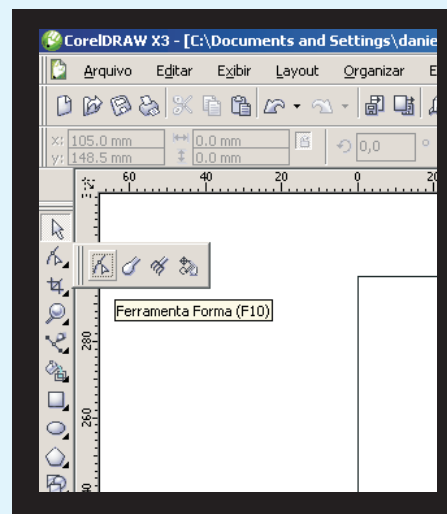 CorelDRAW X3 - [C:\Documents and Settings\danie
Arquivo Editar Exibir Layout Organizar E
x: 105.0 mm 0.0 mm 0,0 °
y: 148.5 mm 0.0 mm
60 40 20 0 20
Ferramenta Forma (F10)
280
260